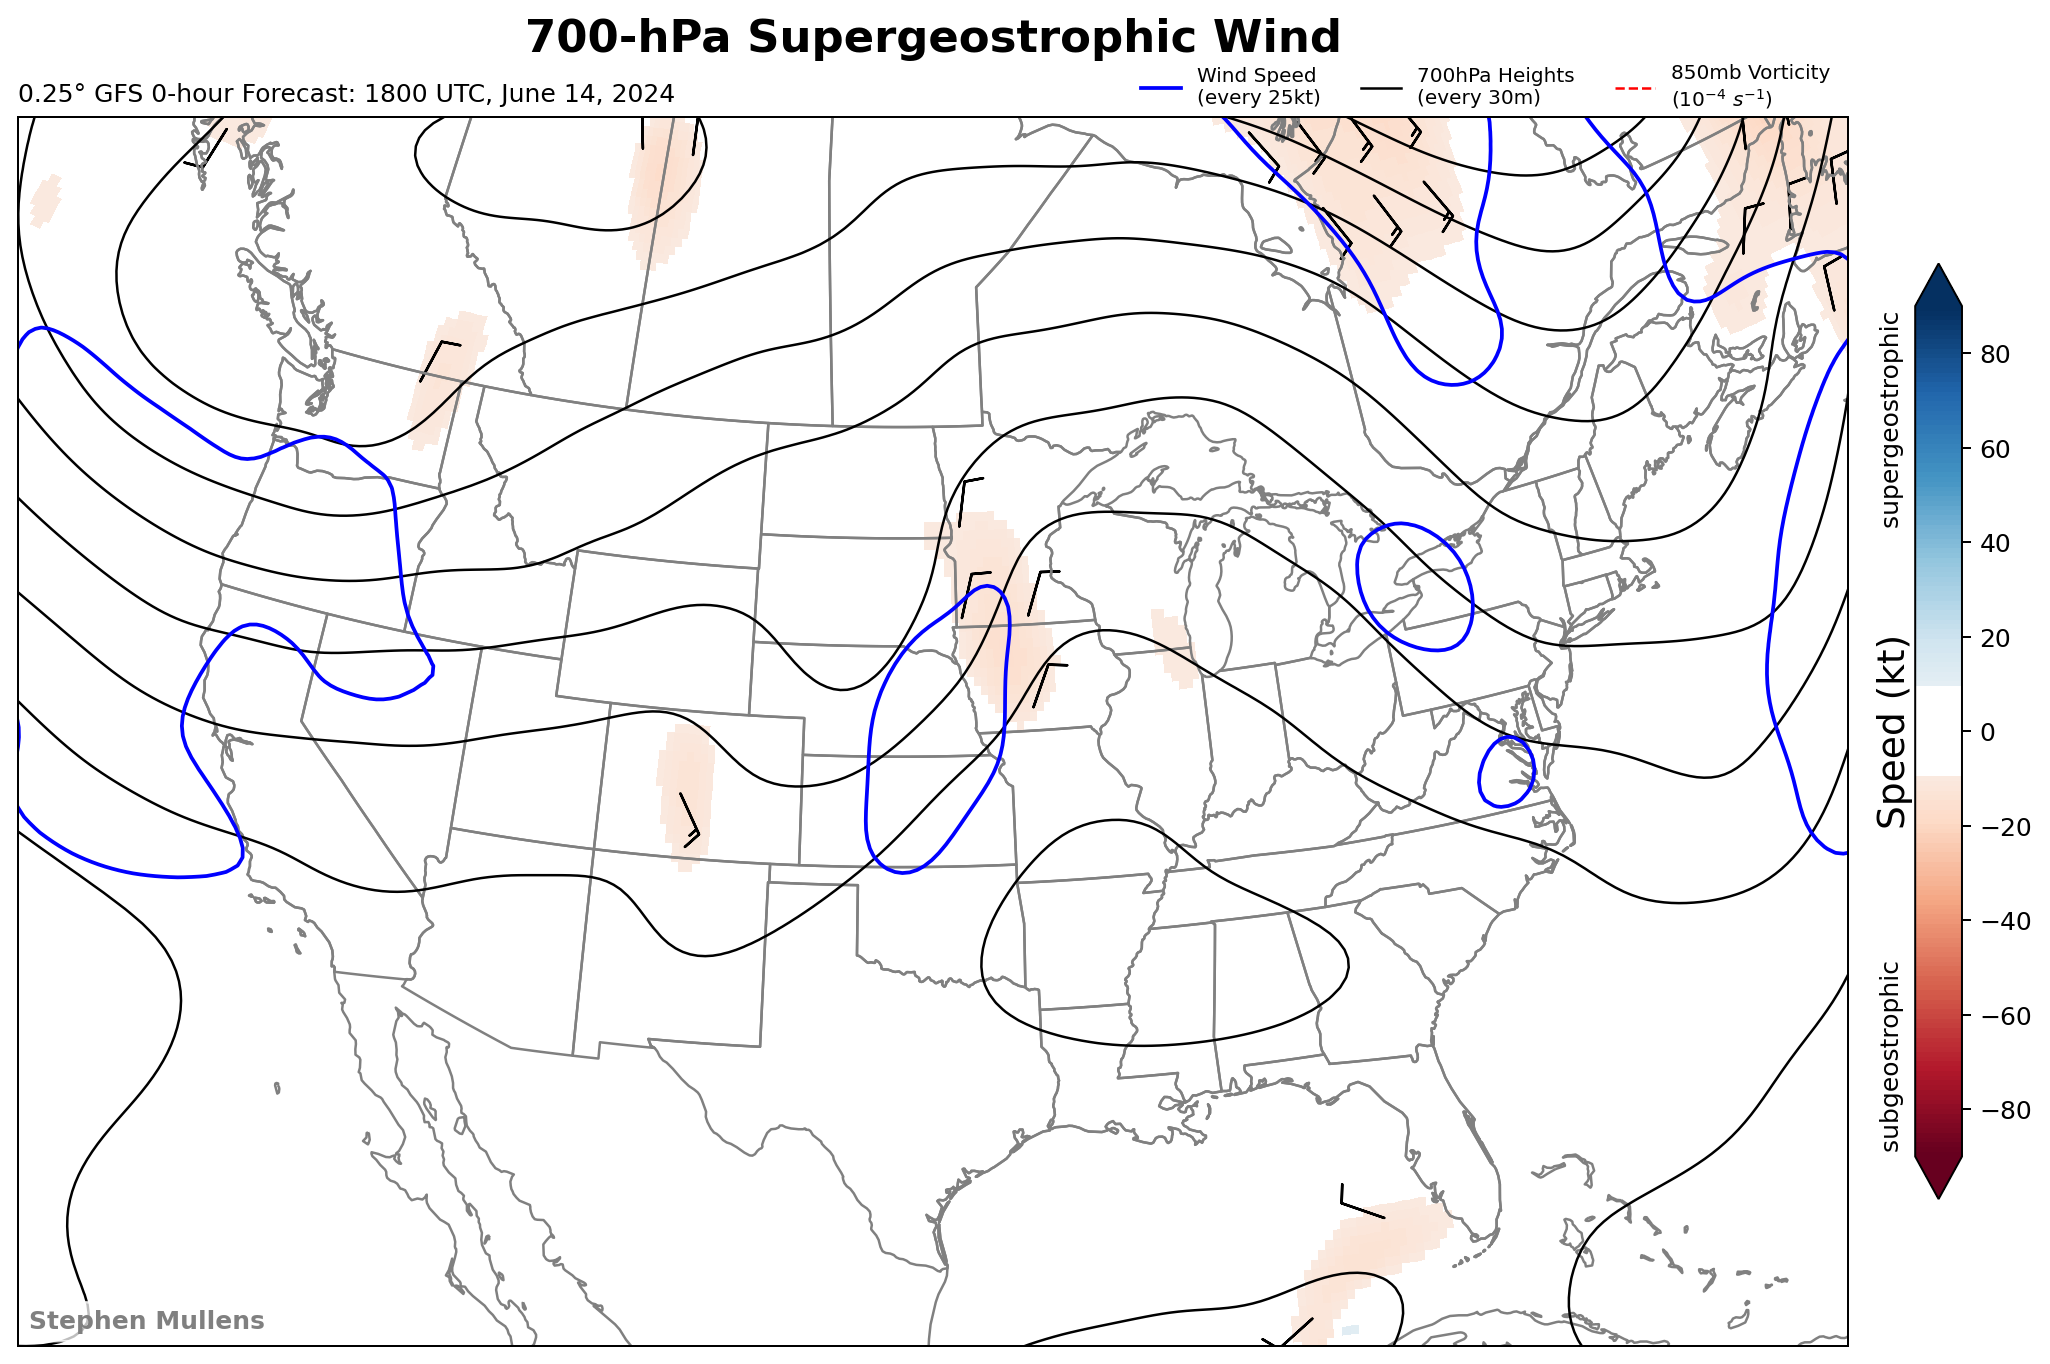 700-hPa Supergeostrophic Wind
0.25° GFS 0-hour Forecast: 1800 UTC, June 14, 2024
Wind Speed
(every 25kt)
700hPa Heights
(every 30m)
850mb Vorticity
(10⁻⁴ s⁻¹)
supergeostrophic
Speed (kt)
subgeostrophic
80
60
40
20
0
−20
−40
−60
−80
Stephen Mullens